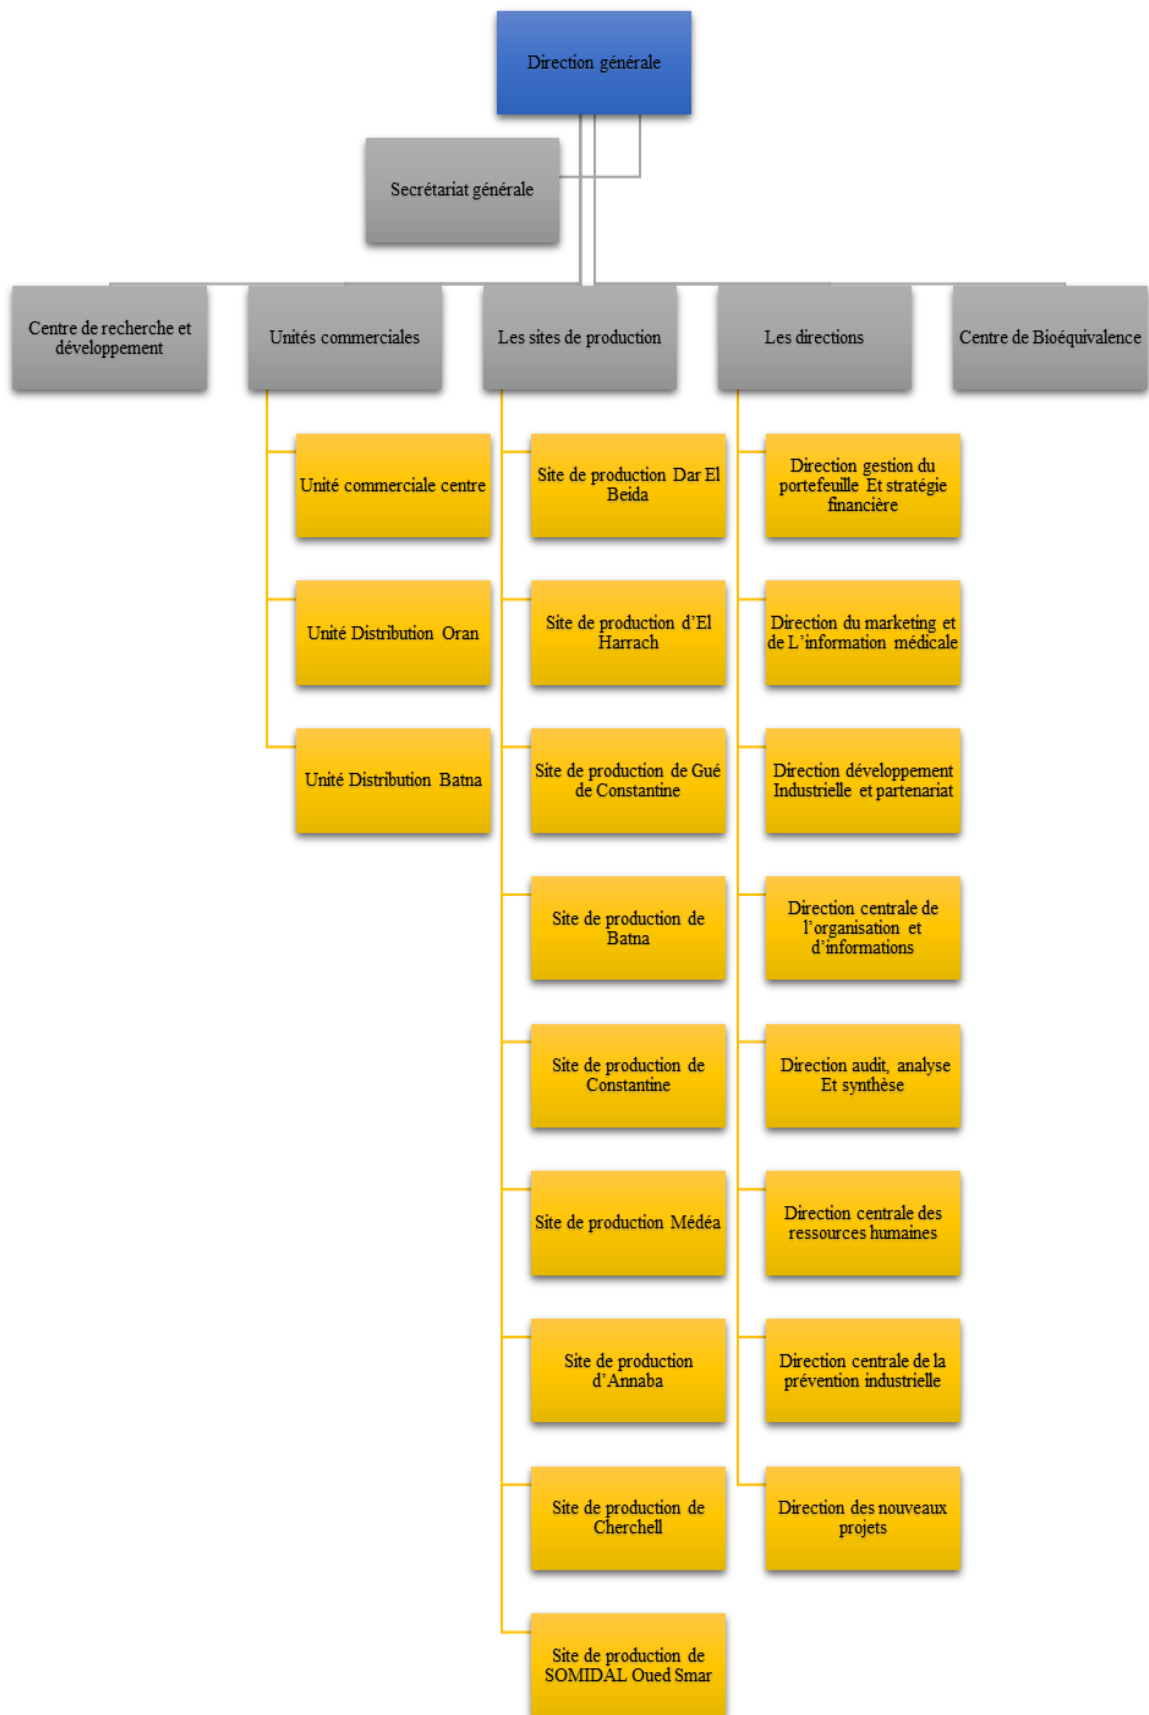 Direction générale
Secrétariat générale
Centre de recherche et
développement
Unités commerciales
Les sites de production
Les directions
Centre de Bioéquivalence
Unité commerciale centre
Unité Distribution Oran
Unité Distribution Batna
Site de production Dar El
Beida
Site de production d’El
Harrach
Site de production de Gué
de Constantine
Site de production de
Batna
Site de production de
Constantine
Site de production Médéa
Site de production
d’Annaba
Site de production de
Cherchell
Site de production de
SOMIDAL Oued Smar
Direction gestion du
portefeuille Et stratégie
financière
Direction du marketing et
de L’information médicale
Direction développement
Industrielle et partenariat
Direction centrale de
l’organisation et
d’informations
Direction audit, analyse
Et synthèse
Direction centrale des
ressources humaines
Direction centrale de la
prévention industrielle
Direction des nouveaux
projets